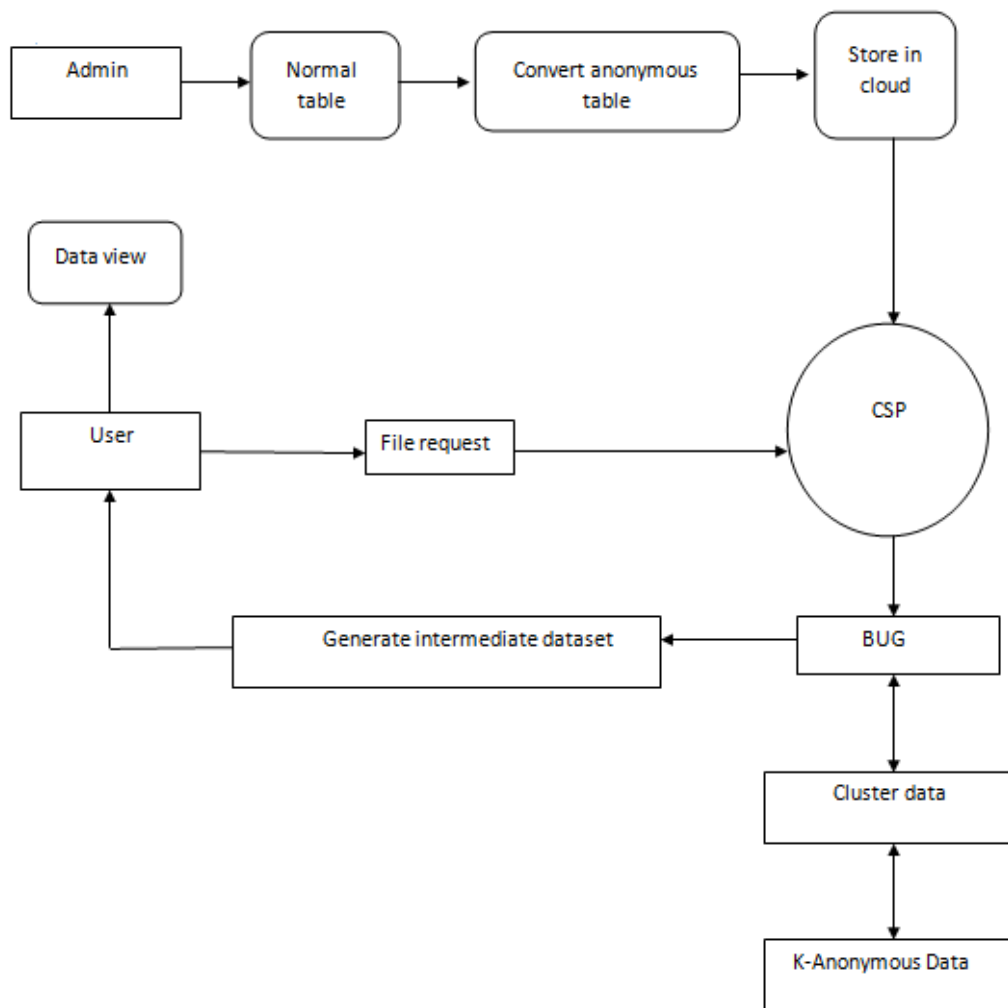 Admin
Normal
table
Convert anonymous
table
Store in
cloud
Data view
CSP
User
File request
Generate intermediate dataset
BUG
Cluster data
K-Anonymous Data